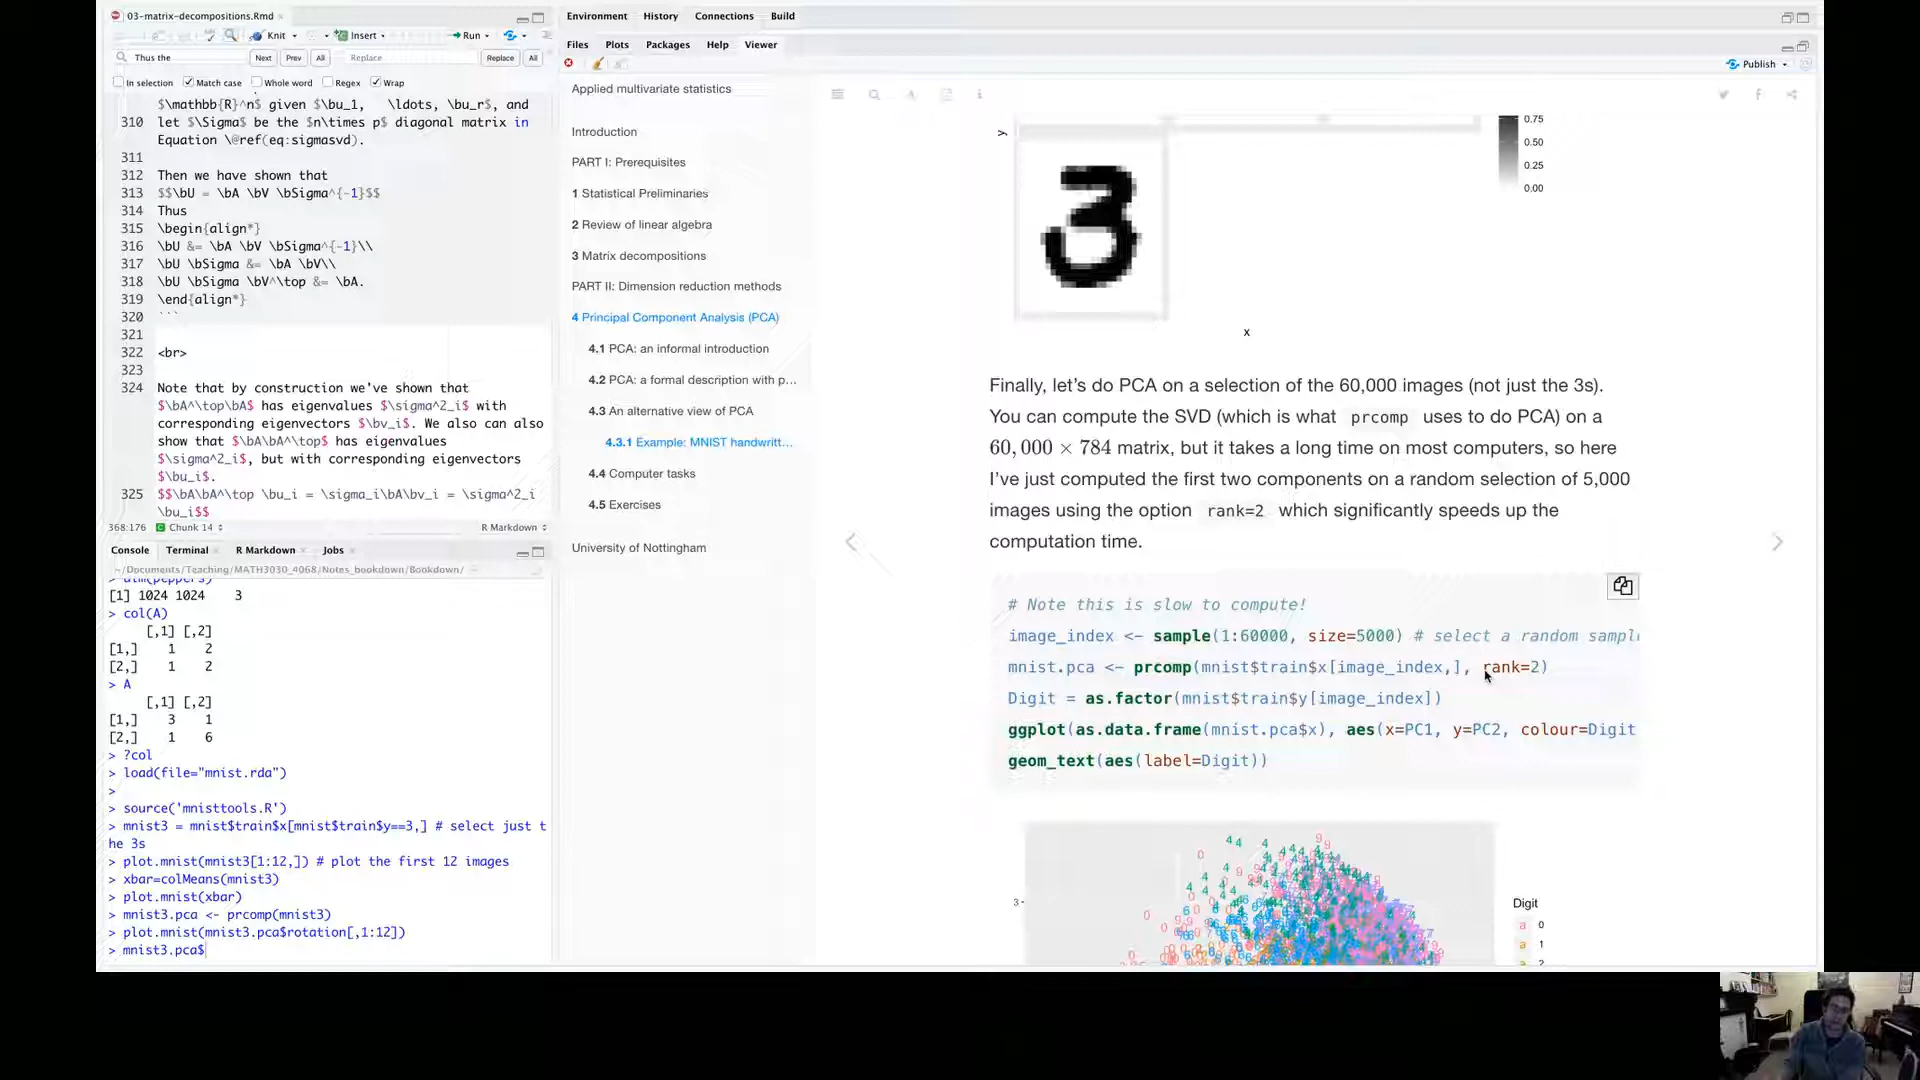 03-matrix-decompositions.Rmd
Knit
Insert
Run
Thus the
Next
Prev
All
Replace
Replace
All
In selection
Match case
Whole word
Regex
Wrap
$\mathbb{R}^n$ given $\bu_1, \ldots, \bu_r$, and
310 let $\Sigma$ be the $n\times p$ diagonal matrix in
Equation \@ref(eq:sigmasvd).
311
312 Then we have shown that
313 $$\bU = \bA \bV \bSigma^{-1}$$
314 Thus
315 \begin{align*}
316 \bU &= \bA \bV \bSigma^{-1}\\
317 \bU \bSigma &= \bA \bV\\
318 \bU \bSigma \bV^\top &= \bA.
319 \end{align*}
320 ```
321
322 <br>
323
324 Note that by construction we've shown that
$\bA^\top\bA$ has eigenvalues $\sigma^2_i$ with
corresponding eigenvectors $\bv_i$. We also can also
show that $\bA\bA^\top$ has eigenvalues
$\sigma^2_i$, but with corresponding eigenvectors
$\bu_i$.
325 $$\bA\bA^\top \bu_i = \sigma_i\bA\bv_i = \sigma^2_i
\bu_i$$
368:176
Chunk 14
R Markdown
Console
Terminal
R Markdown
Jobs
~/Documents/Teaching/MATH3030_4068/Notes_bookdown/Bookdown/
> dim(peppers)
[1] 1024 1024 3
> col(A)
[,1] [,2]
[1,] 1 2
[2,] 1 2
> A
[,1] [,2]
[1,] 3 1
[2,] 1 6
> ?col
> load(file="mnist.rda")
>
> source('mnisttools.R')
> mnist3 = mnist$train$x[mnist$train$y==3,] # select just t
he 3s
> plot.mnist(mnist3[1:12,]) # plot the first 12 images
> xbar=colMeans(mnist3)
> plot.mnist(xbar)
> mnist3.pca <- prcomp(mnist3)
> plot.mnist(mnist3.pca$rotation[,1:12])
> mnist3.pca$
Environment
History
Connections
Build
Files
Plots
Packages
Help
Viewer
Publish
Applied multivariate statistics
Introduction
PART I: Prerequisites
1 Statistical Preliminaries
2 Review of linear algebra
3 Matrix decompositions
PART II: Dimension reduction methods
4 Principal Component Analysis (PCA)
4.1 PCA: an informal introduction
4.2 PCA: a formal description with p...
4.3 An alternative view of PCA
4.3.1 Example: MNIST handwritt...
4.4 Computer tasks
4.5 Exercises
University of Nottingham
y
3
0.75
0.50
0.25
0.00
x
Finally, let's do PCA on a selection of the 60,000 images (not just the 3s).
You can compute the SVD (which is what prcomp uses to do PCA) on a
60,000 × 784 matrix, but it takes a long time on most computers, so here
I've just computed the first two components on a random selection of 5,000
images using the option rank=2 which significantly speeds up the
computation time.
# Note this is slow to compute!
image_index <- sample(1:60000, size=5000) # select a random sampl
mnist.pca <- prcomp(mnist$train$x[image_index,], rank=2)
Digit = as.factor(mnist$train$y[image_index])
ggplot(as.data.frame(mnist.pca$x), aes(x=PC1, y=PC2, colour=Digit
geom_text(aes(label=Digit))
3
Digit
a 0
a 1
a 2